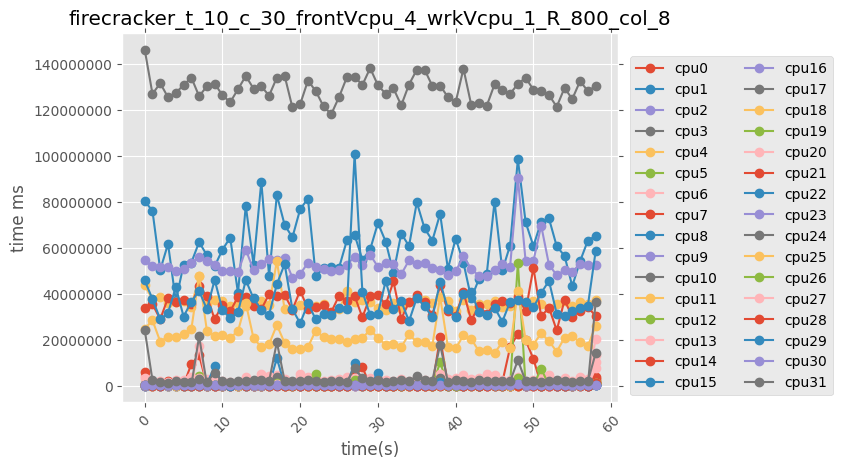 firecracker_t_10_c_30_frontVcpu_4_wrkVcpu_1_R_800_col_8
140000000
120000000
100000000
80000000
60000000
40000000
20000000
0
time ms
0
10
20
30
40
50
60
time(s)
cpu0
cpu1
cpu2
cpu3
cpu4
cpu5
cpu6
cpu7
cpu8
cpu9
cpu10
cpu11
cpu12
cpu13
cpu14
cpu15
cpu16
cpu17
cpu18
cpu19
cpu20
cpu21
cpu22
cpu23
cpu24
cpu25
cpu26
cpu27
cpu28
cpu29
cpu30
cpu31